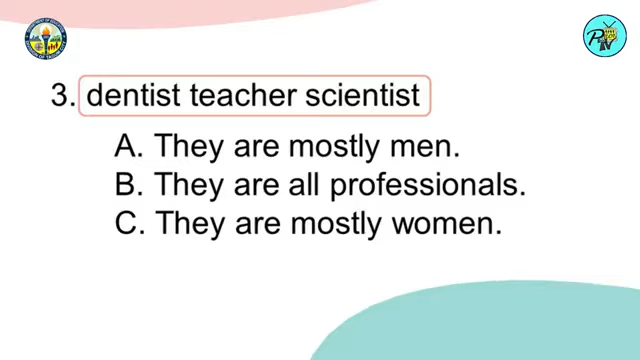 3. dentist teacher scientist
A. They are mostly men.
B. They are all professionals.
C. They are mostly women.